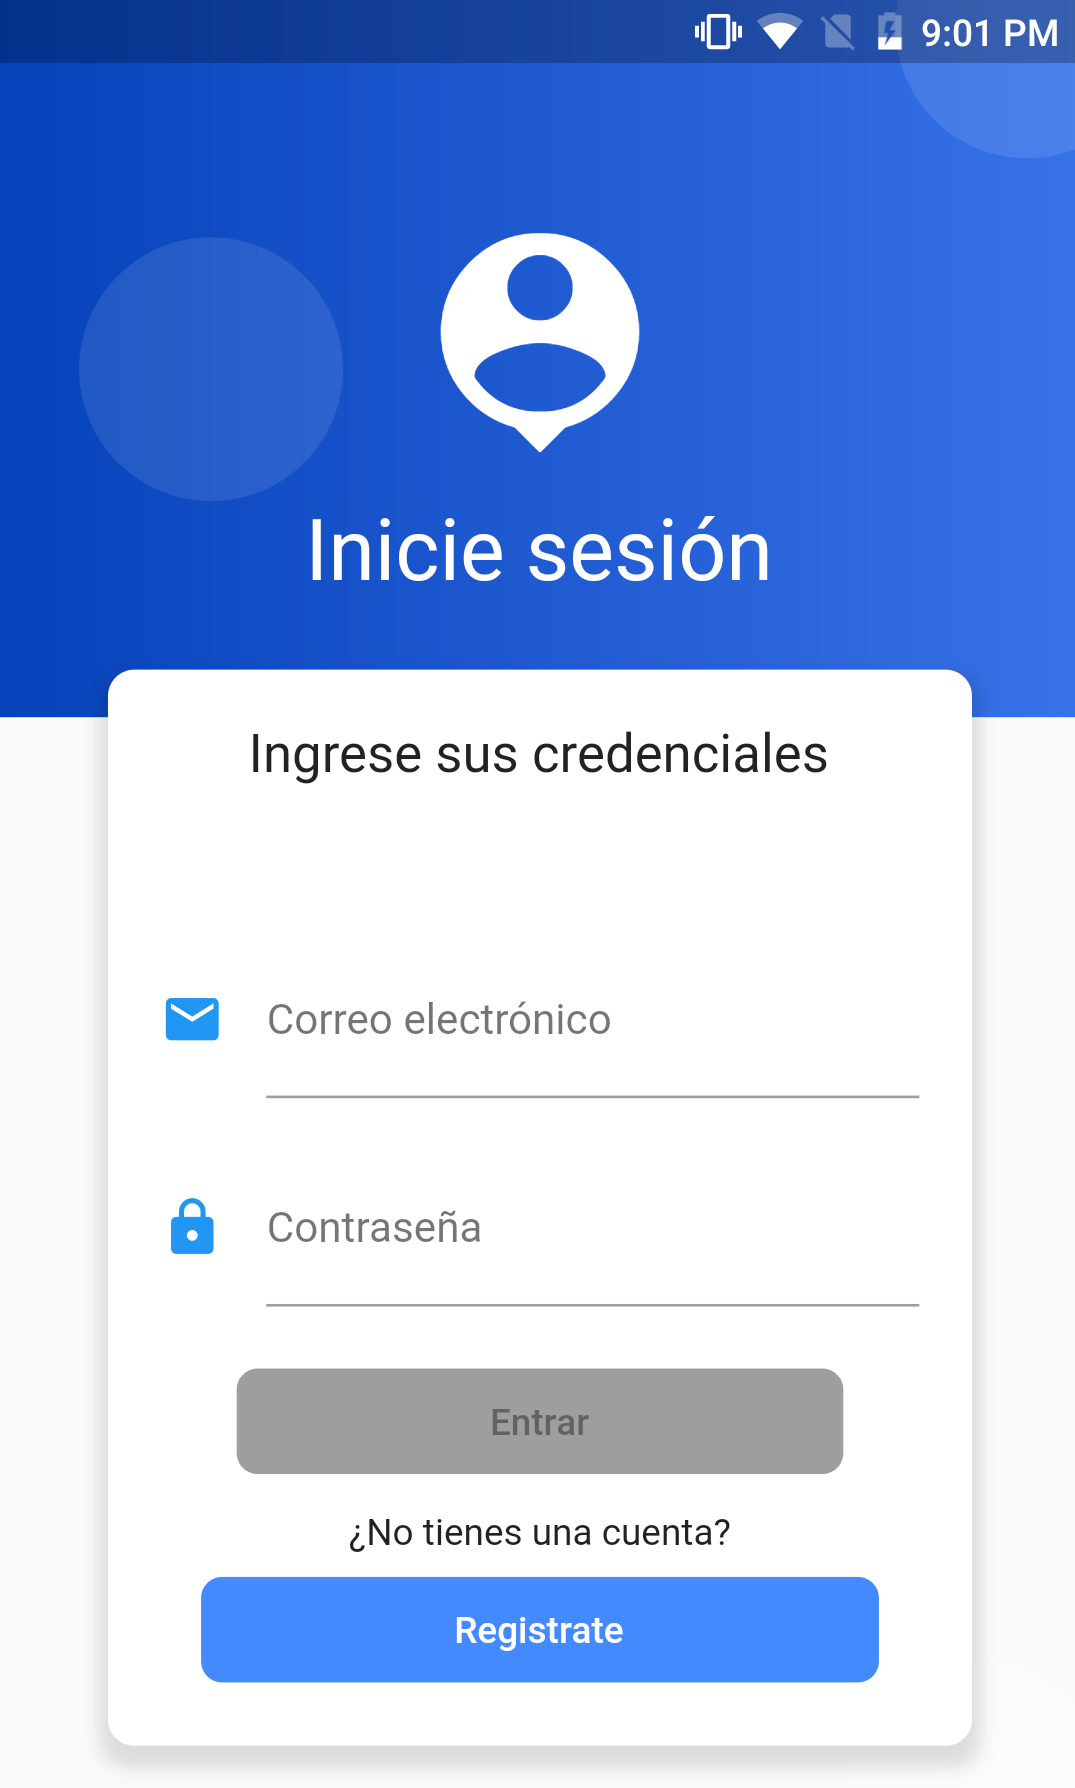 9:01 PM
Inicie sesión
Ingrese sus credenciales
Correo electrónico
Contraseña
Entrar
¿No tienes una cuenta?
Registrate